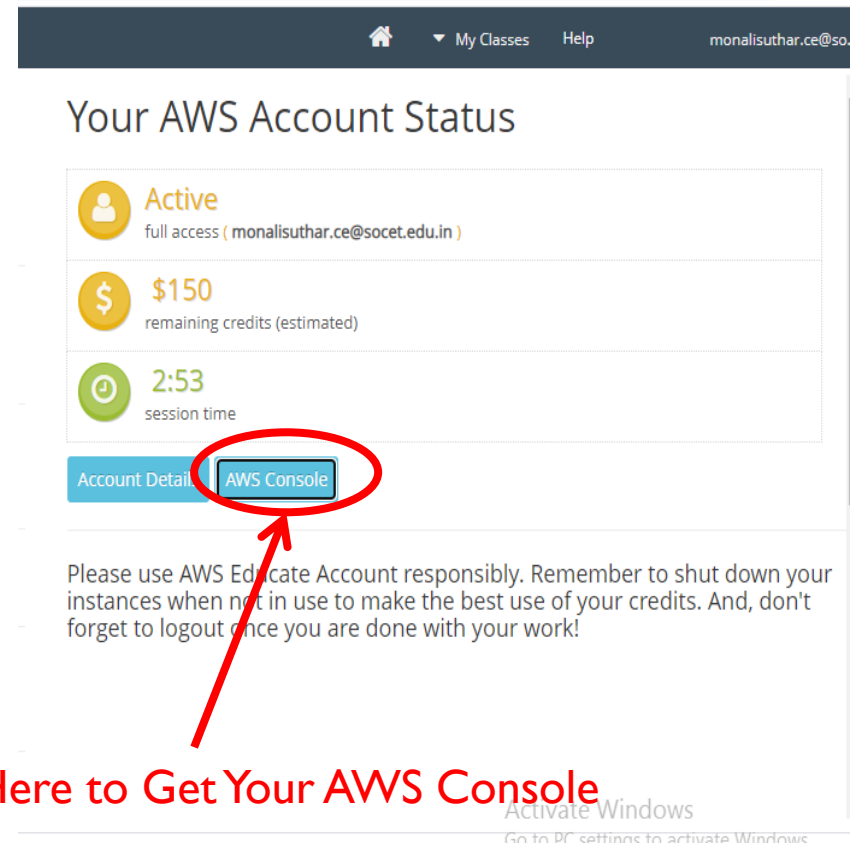 My Classes Help monalisuthar.ce@so.
Your AWS Account Status
Active
full access ( monalisuthar.ce@socet.edu.in )
$150
remaining credits (estimated)
2:53
session time
Account Detail AWS Console
Please use AWS Educate Account responsibly. Remember to shut down your
instances when not in use to make the best use of your credits. And, don't
forget to logout once you are done with your work!
Here to Get Your AWS Console
Activate Windows
Go to PC settings to activate Windows